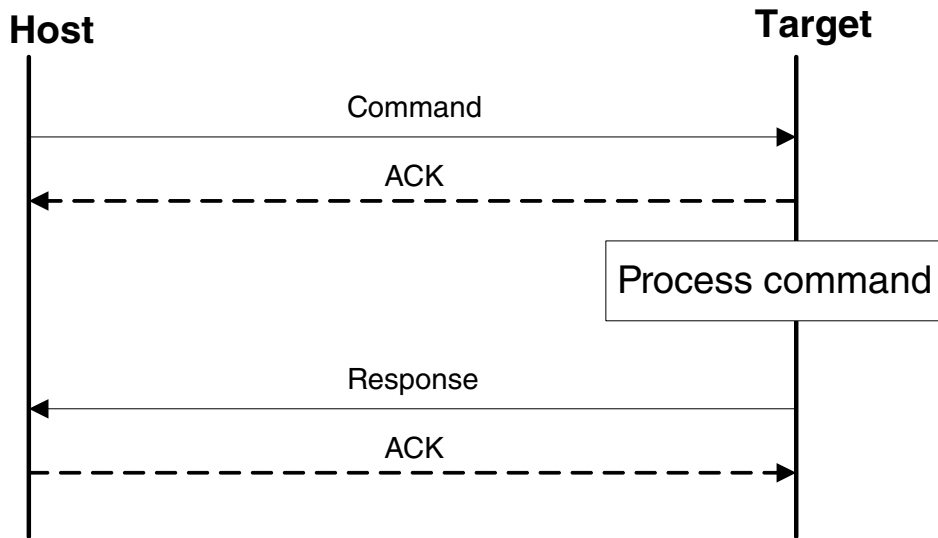 Host
Target
Command
ACK
Process command
Response
ACK